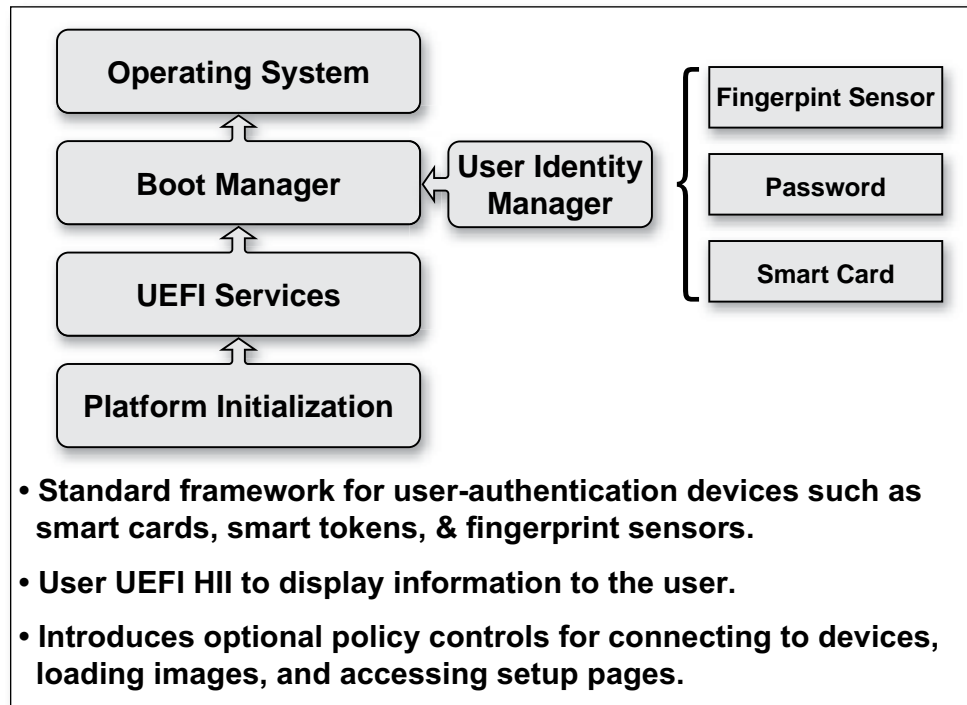 Operating System
Boot Manager
UEFI Services
Platform Initialization
User Identity
Manager
Fingerpint Sensor
Password
Smart Card
• Standard framework for user-authentication devices such as
smart cards, smart tokens, & fingerprint sensors.
• User UEFI HII to display information to the user.
• Introduces optional policy controls for connecting to devices,
loading images, and accessing setup pages.